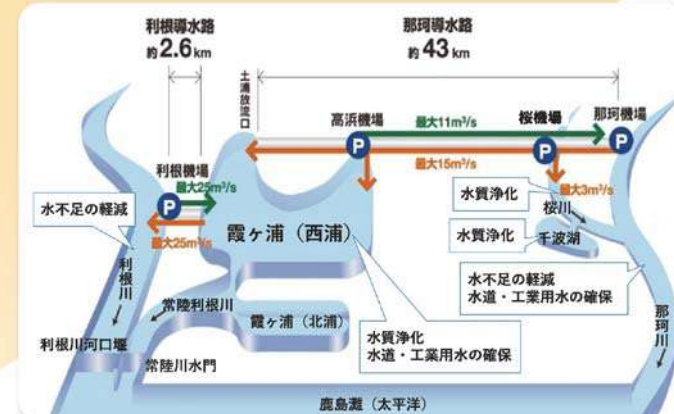 利根導水路
約2.6km
那珂導水路
約43km
土浦放流口
高浜機場
桜機場
那珂機場
利根機場
P
P
P
P
最大11m³/s
最大15m³/s
最大25m³/s
最大25m³/s
最大3m³/s
水不足の軽減
水質浄化
桜川
水質浄化
千波湖
霞ヶ浦（西浦）
水不足の軽減
水道・工業用水の確保
利根川
常陸利根川
霞ヶ浦（北浦）
水質浄化
水道・工業用水の確保
那珂川
利根川河口堰
常陸川水門
鹿島灘（太平洋）